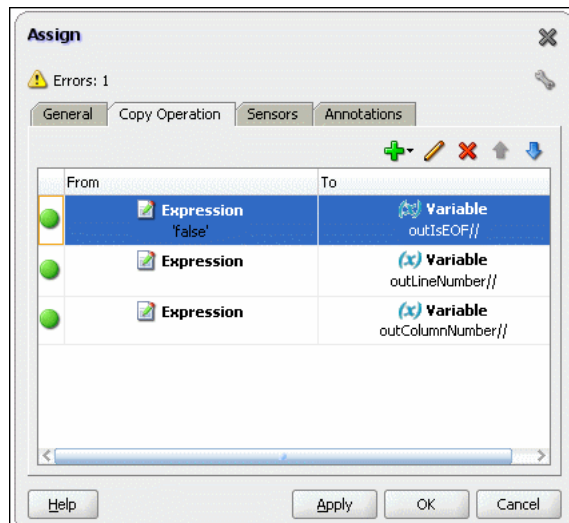 Assign
Errors: 1
General Copy Operation Sensors Annotations
From To
Expression Variable
'false' outIsEOF//
Expression (x) Variable
outLineNumber//
Expression (x) Variable
outColumnNumber//
Help Apply OK Cancel